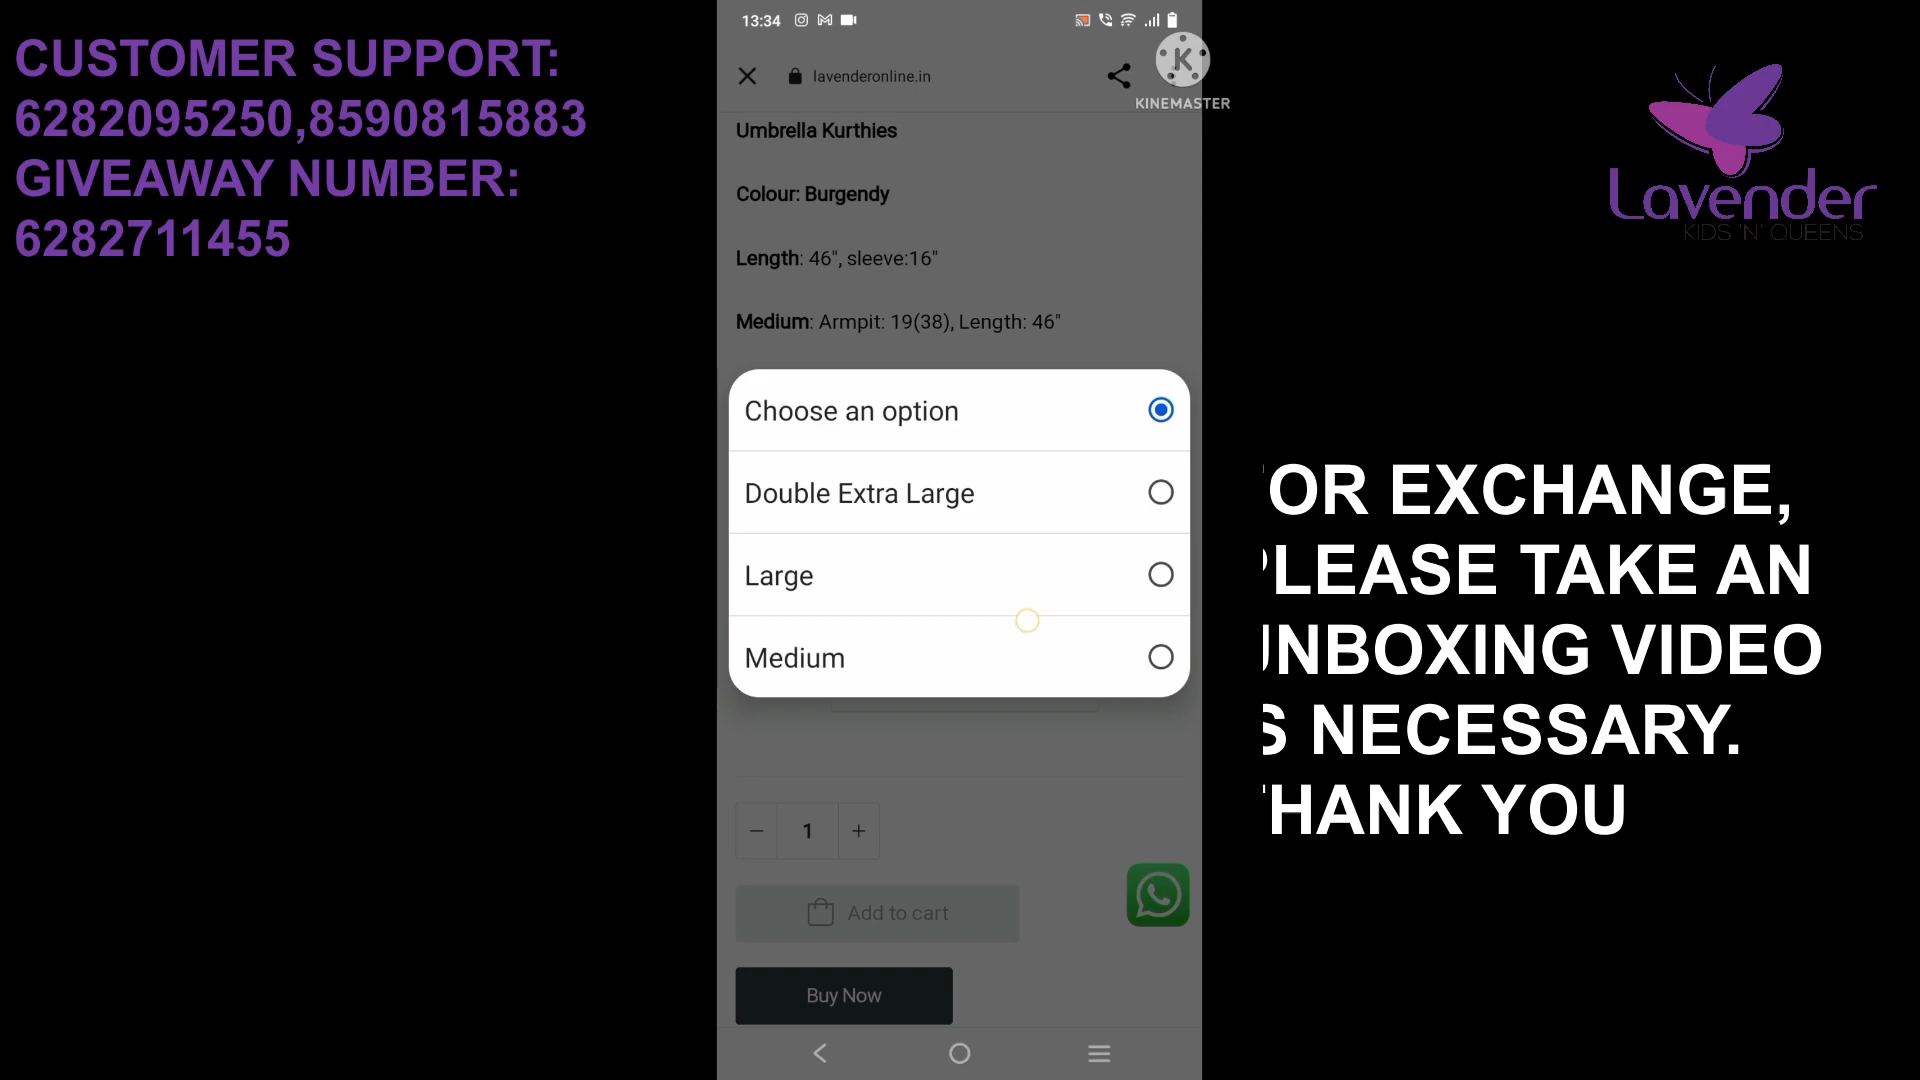 CUSTOMER SUPPORT:
6282095250,8590815883
GIVEAWAY NUMBER:
6282711455
13:34
lavenderonline.in
KINEMASTER
Umbrella Kurthies
Colour: Burgendy
Length: 46", sleeve:16"
Medium: Armpit: 19(38), Length: 46"
Choose an option
Double Extra Large
Large
Medium
1
Add to cart
Buy Now
Lavender
KIDS 'N' QUEENS
OR EXCHANGE,
LEASE TAKE AN
NBOXING VIDEO
S NECESSARY.
HANK YOU